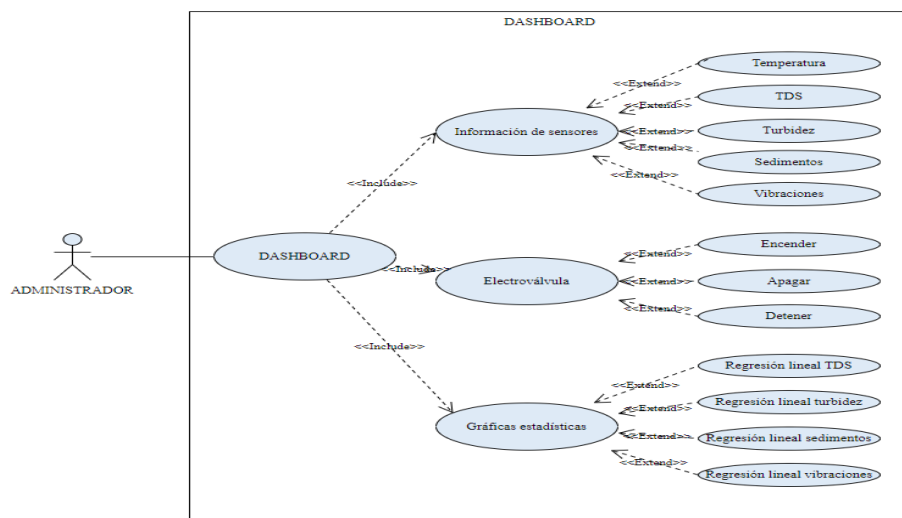 DASHBOARD
Temperatura
<<Extend>>
TDS
<<Extend>>
Información de sensores
<<Extend>>
Turbidez
<<Extend>>
Sedimentos
<<Extend>>
Vibraciones
<<Include>>
ADMINISTRADOR
DASHBOARD
<<Include>>
Electroválvula
<<Extend>>
Encender
<<Extend>>
Apagar
<<Extend>>
Detener
<<Include>>
Gráficas estadísticas
<<Extend>>
Regresión lineal TDS
<<Extend>>
Regresión lineal turbidez
<<Extend>>
Regresión lineal sedimentos
<<Extend>>
Regresión lineal vibraciones